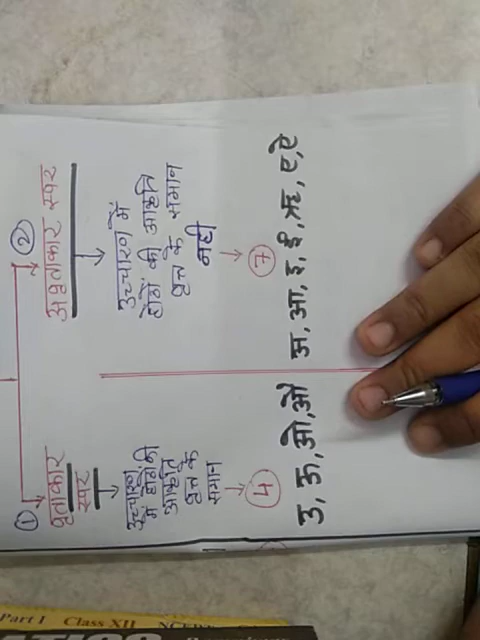 ①
वृताकार
स्वर
उच्चारण
में होठों की
आकृति
वृत्त के
समान
④
उ, ऊ, ओ, औ
②
अवृताकार स्वर
उच्चारण में
होठों की आकृति
वृत्त के समान
नहीं
⑦
अ, आ, इ, ई, ऋ, ए, ऐ
Part I Class XII